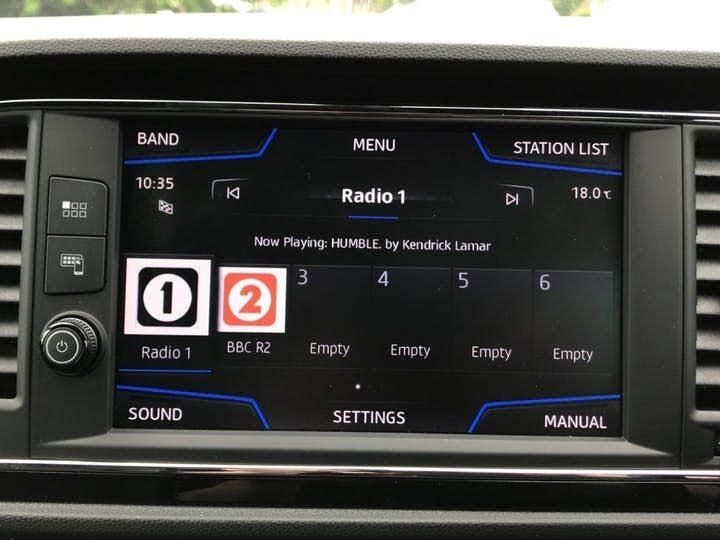 BAND
MENU
STATION LIST
10:35
Radio 1
18.0℃
Now Playing: HUMBLE. by Kendrick Lamar
1
2
3
4
5
6
Radio 1
BBC R2
Empty
Empty
Empty
Empty
SOUND
SETTINGS
MANUAL